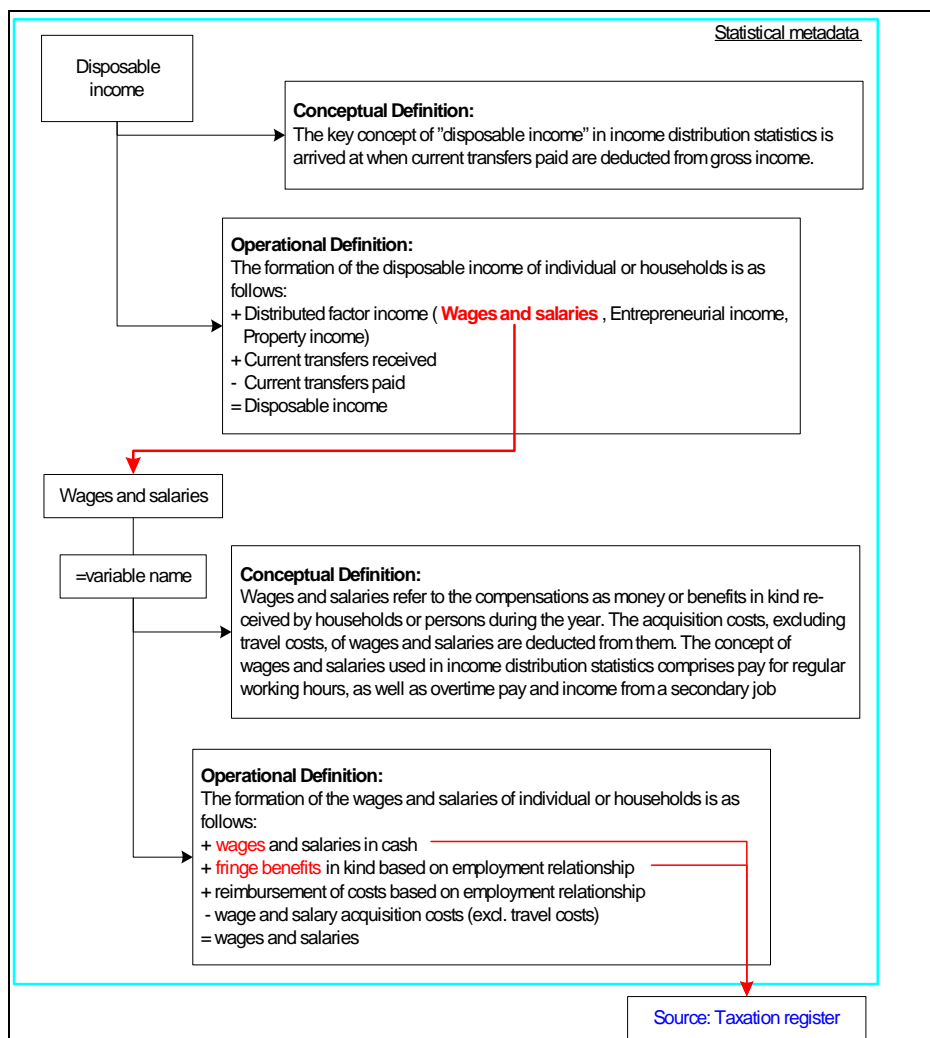 Statistical metadata
Disposable
income
Conceptual Definition:
The key concept of ”disposable income” in income distribution statistics is
arrived at when current transfers paid are deducted from gross income.
Operational Definition:
The formation of the disposable income of individual or households is as
follows:
+ Distributed factor income ( Wages and salaries , Entrepreneurial income,
Property income)
+ Current transfers received
- Current transfers paid
= Disposable income
Wages and salaries
=variable name
Conceptual Definition:
Wages and salaries refer to the compensations as money or benefits in kind re-
ceived by households or persons during the year. The acquisition costs, excluding
travel costs, of wages and salaries are deducted from them. The concept of
wages and salaries used in income distribution statistics comprises pay for regular
working hours, as well as overtime pay and income from a secondary job
Operational Definition:
The formation of the wages and salaries of individual or households is as
follows:
+ wages and salaries in cash
+ fringe benefits in kind based on employment relationship
+ reimbursement of costs based on employment relationship
- wage and salary acquisition costs (excl. travel costs)
= wages and salaries
Source: Taxation register